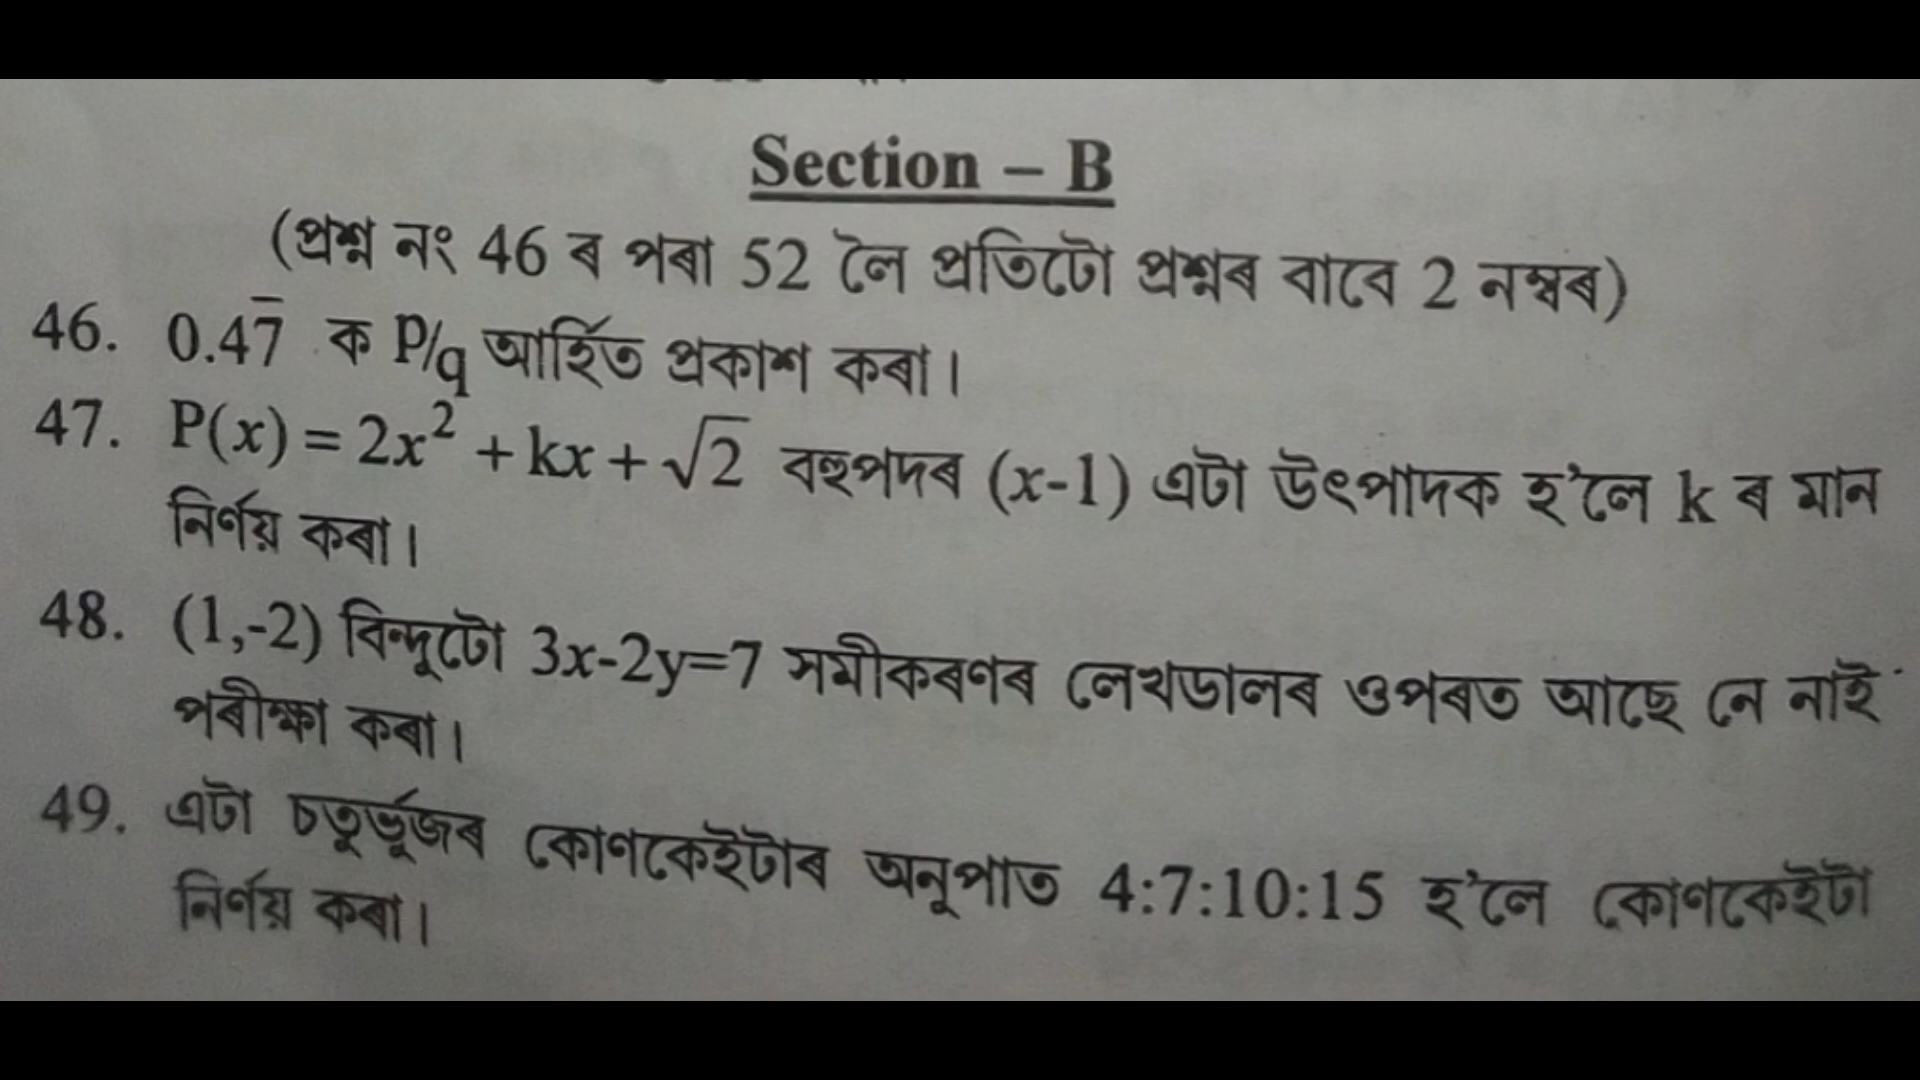 Section – B
(প্ৰশ্ন নং 46 ৰ পৰা 52 লৈ প্ৰতিটো প্ৰশ্নৰ বাবে 2 নম্বৰ)
46. 0.47̅ ক P/q আৰ্হিত প্ৰকাশ কৰা।
47. P(x) = 2x² + kx + √2 বহুপদৰ (x-1) এটা উৎপাদক হ'লে k ৰ মান
নিৰ্ণয় কৰা।
48. (1,-2) বিন্দুটো 3x-2y=7 সমীকৰণৰ লেখডালৰ ওপৰত আছে নে নাই
পৰীক্ষা কৰা।
49. এটা চতুৰ্ভূজৰ কোণকেইটাৰ অনুপাত 4:7:10:15 হ'লে কোণকেইটা
নিৰ্ণয় কৰা।